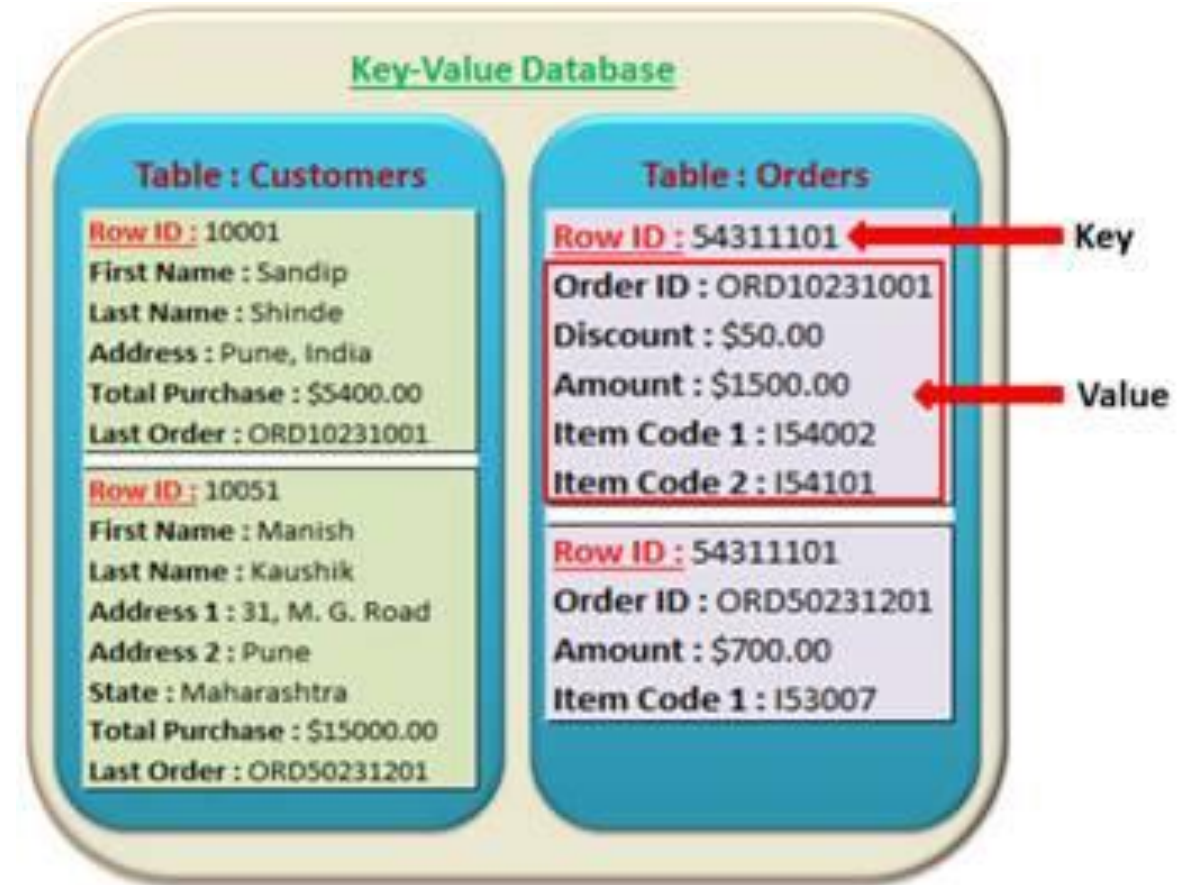 Key-Value Database
Table : Customers
Row ID : 10001
First Name : Sandip
Last Name : Shinde
Address : Pune, India
Total Purchase : $5400.00
Last Order : ORD10231001
Row ID : 10051
First Name : Manish
Last Name : Kaushik
Address 1 : 31, M. G. Road
Address 2 : Pune
State : Maharashtra
Total Purchase : $15000.00
Last Order : ORD50231201
Table : Orders
Row ID : 54311101
Order ID : ORD10231001
Discount : $50.00
Amount : $1500.00
Item Code 1 : I54002
Item Code 2 : I54101
Row ID : 54311101
Order ID : ORD50231201
Amount : $700.00
Item Code 1 : I53007
Key
Value